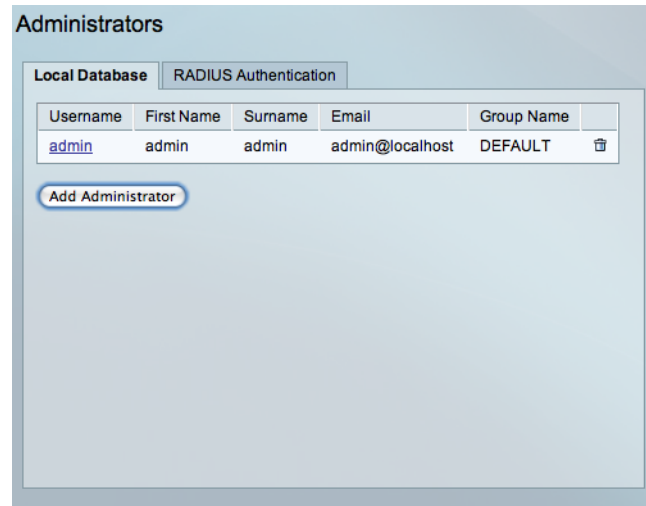 Administrators
Local Database RADIUS Authentication
Username First Name Surname Email Group Name
admin admin admin admin@localhost DEFAULT
Add Administrator